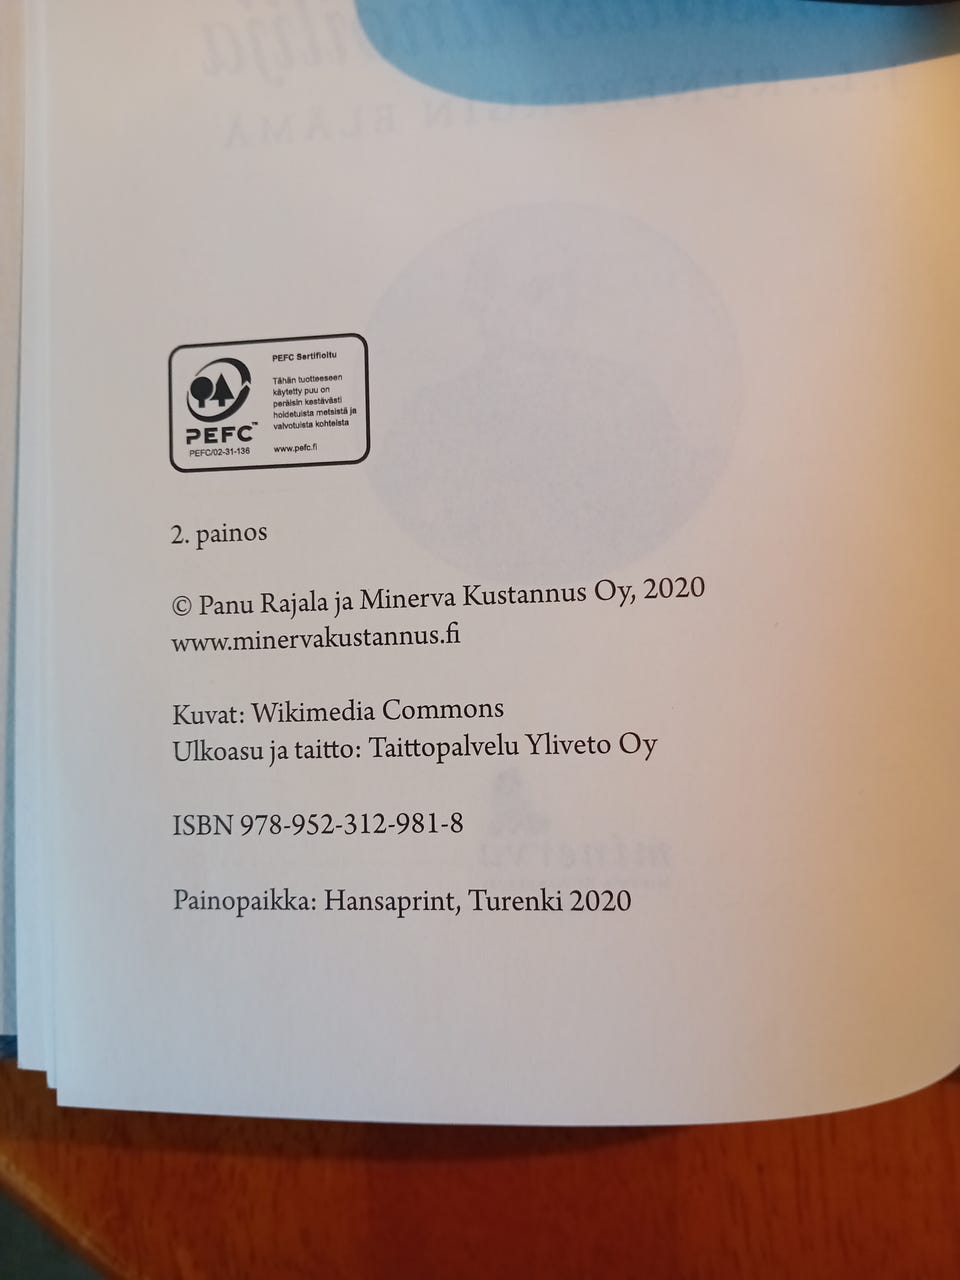 PEFC Sertifioitu
Tähän tuotteeseen
käytetty puu on
peräisin kestävästi
hoidetuista metsistä ja
valvotuista kohteista
www.pefc.fi
PEFC™
PEFC/02-31-136
2. painos
© Panu Rajala ja Minerva Kustannus Oy, 2020
www.minervakustannus.fi
Kuvat: Wikimedia Commons
Ulkoasu ja taitto: Taittopalvelu Yliveto Oy
ISBN 978-952-312-981-8
Painopaikka: Hansaprint, Turenki 2020